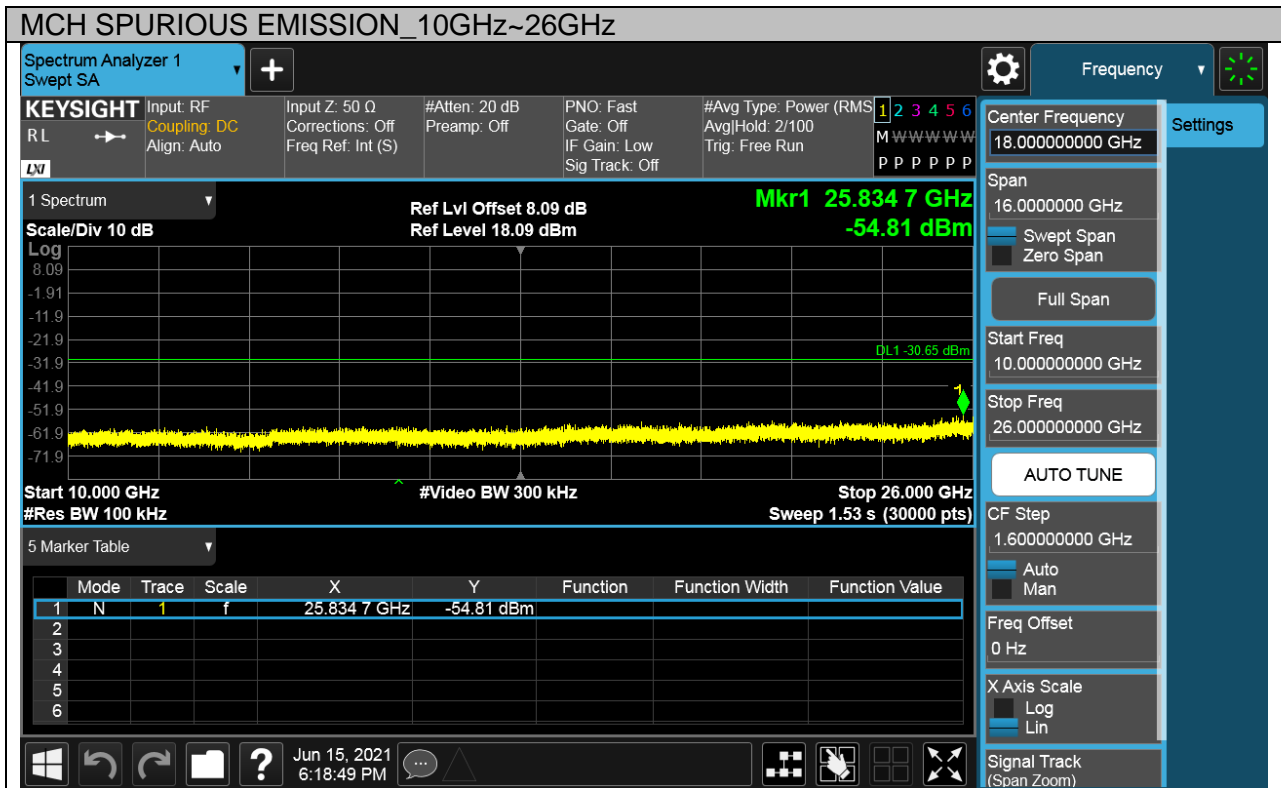 MCH SPURIOUS EMISSION_10GHz~26GHz
Spectrum Analyzer 1
Swept SA
+
Frequency
KEYSIGHT
RL
LXI
Input: RF
Coupling: DC
Align: Auto
Input Z: 50 Ω
Corrections: Off
Freq Ref: Int (S)
#Atten: 20 dB
Preamp: Off
PNO: Fast
Gate: Off
IF Gain: Low
Sig Track: Off
#Avg Type: Power (RMS
Avg|Hold: 2/100
Trig: Free Run
1 2 3 4 5 6
M W W W W W
P P P P P P
1 Spectrum
Scale/Div 10 dB
Ref Lvl Offset 8.09 dB
Ref Level 18.09 dBm
Mkr1 25.834 7 GHz
-54.81 dBm
Log
8.09
-1.91
-11.9
-21.9
-31.9
-41.9
-51.9
-61.9
-71.9
DL1 -30.65 dBm
1
Start 10.000 GHz
#Res BW 100 kHz
#Video BW 300 kHz
Stop 26.000 GHz
Sweep 1.53 s (30000 pts)
5 Marker Table
Mode Trace Scale X Y Function Function Width Function Value
1 N 1 f 25.834 7 GHz -54.81 dBm
2
3
4
5
6
Center Frequency
18.000000000 GHz
Settings
Span
16.0000000 GHz
Swept Span
Zero Span
Full Span
Start Freq
10.000000000 GHz
Stop Freq
26.000000000 GHz
AUTO TUNE
CF Step
1.600000000 GHz
Auto
Man
Freq Offset
0 Hz
X Axis Scale
Log
Lin
Signal Track
(Span Zoom)
?
Jun 15, 2021
6:18:49 PM